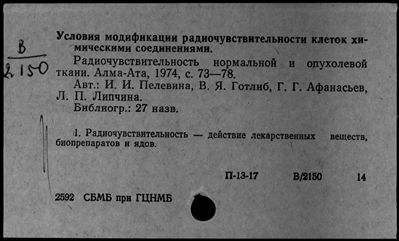 В
2150
Условия модификации радиочувствительности клеток хи-
мическими соединениями.
Радиочувствительность нормальной и опухолевой
ткани. Алма-Ата, 1974, с. 73—78.
Авт.: И. И. Пелевина, В. Я. Готлиб, Г. Г. Афанасьев,
Л. П. Липчина.
Библиогр.: 27 назв.
1. Радиочувствительность — действие лекарственных веществ,
биопрепаратов и ядов.
П-13-17 В/2150 14
2592 СБМБ при ГЦНМБ